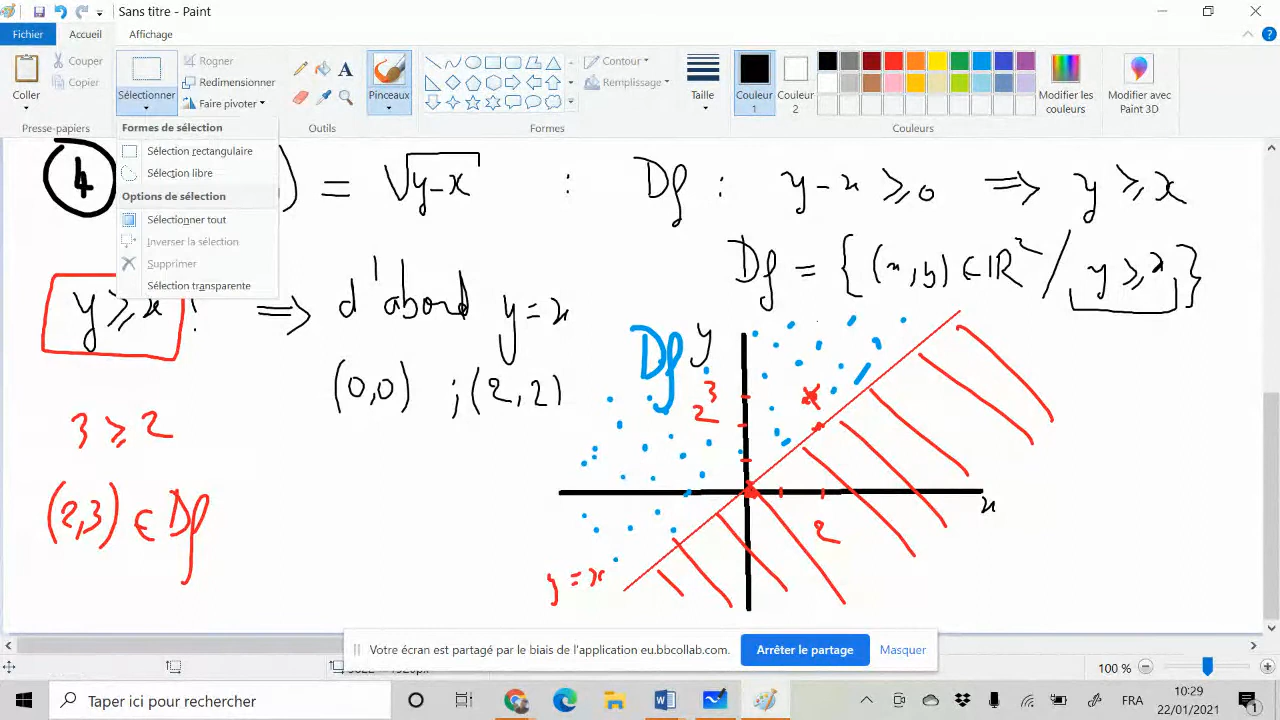 Sans titre - Paint
Fichier Accueil Affichage
Coller
Couper
Copier
Sélectionner
Rogner
Redimensionner
Faire pivoter
Pinceaux
Contour
Remplissage
Taille
Couleur 1
Couleur 2
Modifier les couleurs
Modifier avec Paint 3D
Presse-papiers
Outils
Formes
Couleurs
Formes de sélection
Sélection rectangulaire
Sélection libre
Options de sélection
Sélectionner tout
Inverser la sélection
Supprimer
Sélection transparente
4 ) = √y-x : Df : y-x ≥ 0 ⟹ y ≥ x
Df = {(x,y) ∈ IR² / y ≥ x}
y ≥ x ! ⟹ d'abord y = x
(0,0) ; (2,2)
3 ≥ 2
(2,3) ∈ Df
Df
y
3
2
2
x
y = x
Votre écran est partagé par le biais de l'application eu.bbcollab.com. Arrêter le partage Masquer
100 %
Taper ici pour rechercher
FRA
10:29
22/01/2021
1